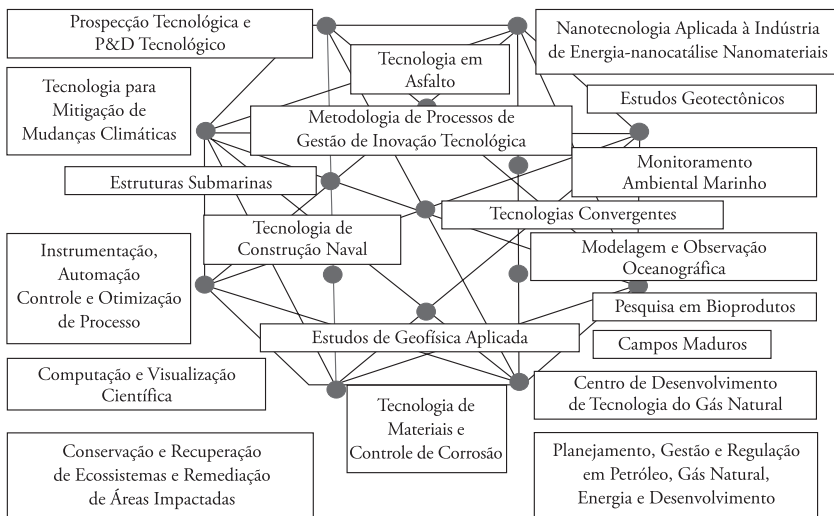 Prospecção Tecnológica e
P&D Tecnológico
Nanotecnologia Aplicada à Indústria
de Energia-nanocatálise Nanomateriais
Tecnologia em
Asfalto
Tecnologia para
Mitigação de
Mudanças Climáticas
Estudos Geotectônicos
Metodologia de Processos de
Gestão de Inovação Tecnológica
Monitoramento
Ambiental Marinho
Estruturas Submarinas
Tecnologias Convergentes
Tecnologia de
Construção Naval
Modelagem e Observação
Oceanográfica
Instrumentação,
Automação
Controle e Otimização
de Processo
Pesquisa em Bioprodutos
Estudos de Geofísica Aplicada
Campos Maduros
Computação e Visualização
Científica
Centro de Desenvolvimento
de Tecnologia do Gás Natural
Tecnologia de
Materiais e
Controle de Corrosão
Conservação e Recuperação
de Ecossistemas e Remediação
de Áreas Impactadas
Planejamento, Gestão e Regulação
em Petróleo, Gás Natural,
Energia e Desenvolvimento